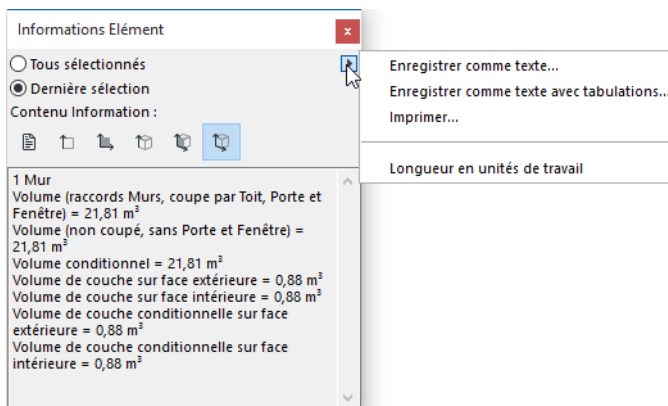 Informations Elément
x
Tous sélectionnés
Dernière sélection
Contenu Information :
Enregistrer comme texte...
Enregistrer comme texte avec tabulations...
Imprimer...
Longueur en unités de travail
1 Mur
Volume (raccords Murs, coupe par Toit, Porte et
Fenêtre) = 21,81 m³
Volume (non coupé, sans Porte et Fenêtre) =
21,81 m³
Volume conditionnel = 21,81 m³
Volume de couche sur face extérieure = 0,88 m³
Volume de couche sur face intérieure = 0,88 m³
Volume de couche conditionnelle sur face
extérieure = 0,88 m³
Volume de couche conditionnelle sur face
intérieure = 0,88 m³